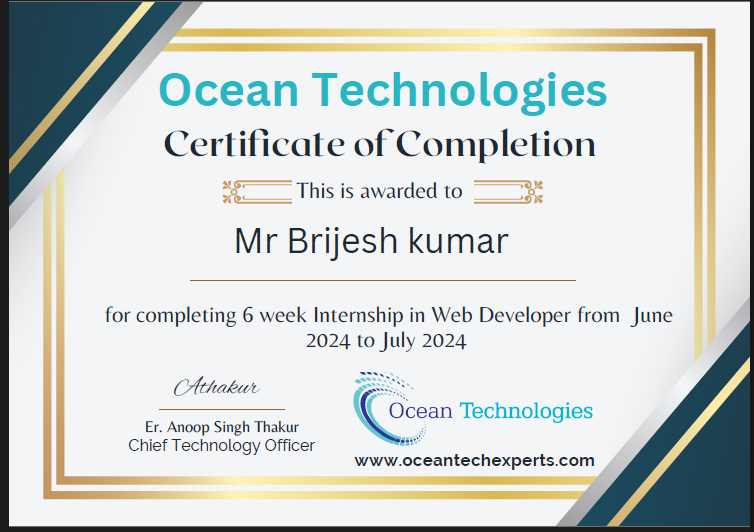 Ocean Technologies
Certificate of Completion
This is awarded to
Mr Brijesh kumar
for completing 6 week Internship in Web Developer from June
2024 to July 2024
Athakur
Er. Anoop Singh Thakur
Chief Technology Officer
Ocean Technologies
www.oceantechexperts.com